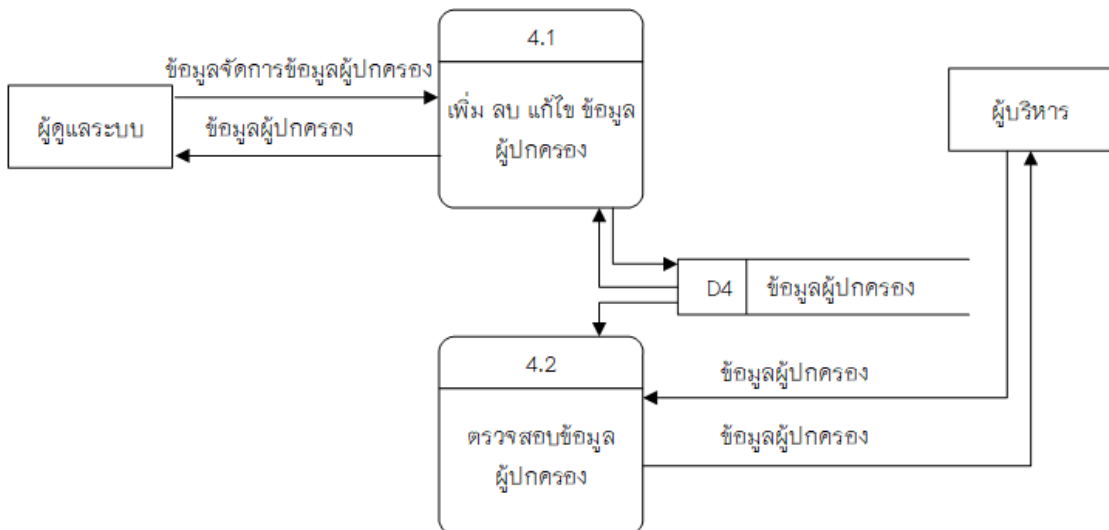 4.1
ข้อมูลจัดการข้อมูลผู้ปกครอง
ผู้ดูแลระบบ
ข้อมูลผู้ปกครอง
เพิ่ม ลบ แก้ไข ข้อมูล
ผู้ปกครอง
ผู้บริหาร
D4 ข้อมูลผู้ปกครอง
4.2
ข้อมูลผู้ปกครอง
ตรวจสอบข้อมูล
ผู้ปกครอง
ข้อมูลผู้ปกครอง